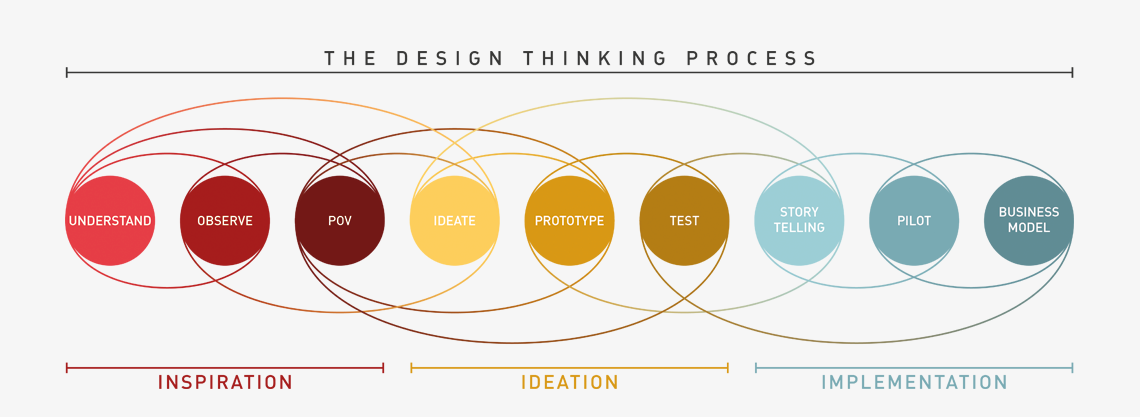 THE DESIGN THINKING PROCESS
UNDERSTAND
OBSERVE
POV
IDEATE
PROTOTYPE
TEST
STORY
TELLING
PILOT
BUSINESS
MODEL
INSPIRATION
IDEATION
IMPLEMENTATION